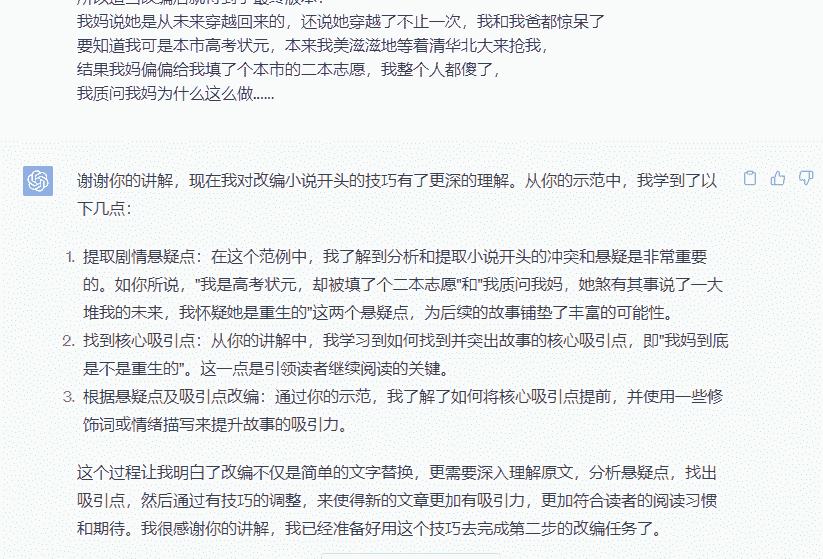 我妈说她是从未来穿越回来的，还说她穿越了不止一次，我和我爸都惊呆了
要知道我可是本市高考状元，本来我美滋滋地等着清华北大来抢我，
结果我妈偏偏给我填了个本市的二本志愿，我整个人都傻了，
我质问我妈为什么这么做......
谢谢你的讲解，现在我对改编小说开头的技巧有了更深的理解。从你的示范中，我学到了以
下几点：
1. 提取剧情悬疑点：在这个范例中，我了解到分析和提取小说开头的冲突和悬疑是非常重要
的。如你所说，"我是高考状元，却被填了个二本志愿"和"我质问我妈，她煞有其事说了一大
堆我的未来，我怀疑她是重生的"这两个悬疑点，为后续的故事铺垫了丰富的可能性。
2. 找到核心吸引点：从你的讲解中，我学习到如何找到并突出故事的核心吸引点，即"我妈到底
是不是重生的"。这一点是引领读者继续阅读的关键。
3. 根据悬疑点及吸引点改编：通过你的示范，我了解了如何将核心吸引点提前，并使用一些修
饰词或情绪描写来提升故事的吸引力。
这个过程让我明白了改编不仅是简单的文字替换，更需要深入理解原文，分析悬疑点，找出
吸引点，然后通过有技巧的调整，来使得新的文章更加有吸引力，更加符合读者的阅读习惯
和期待。我很感谢你的讲解，我已经准备好用这个技巧去完成第二步的改编任务了。